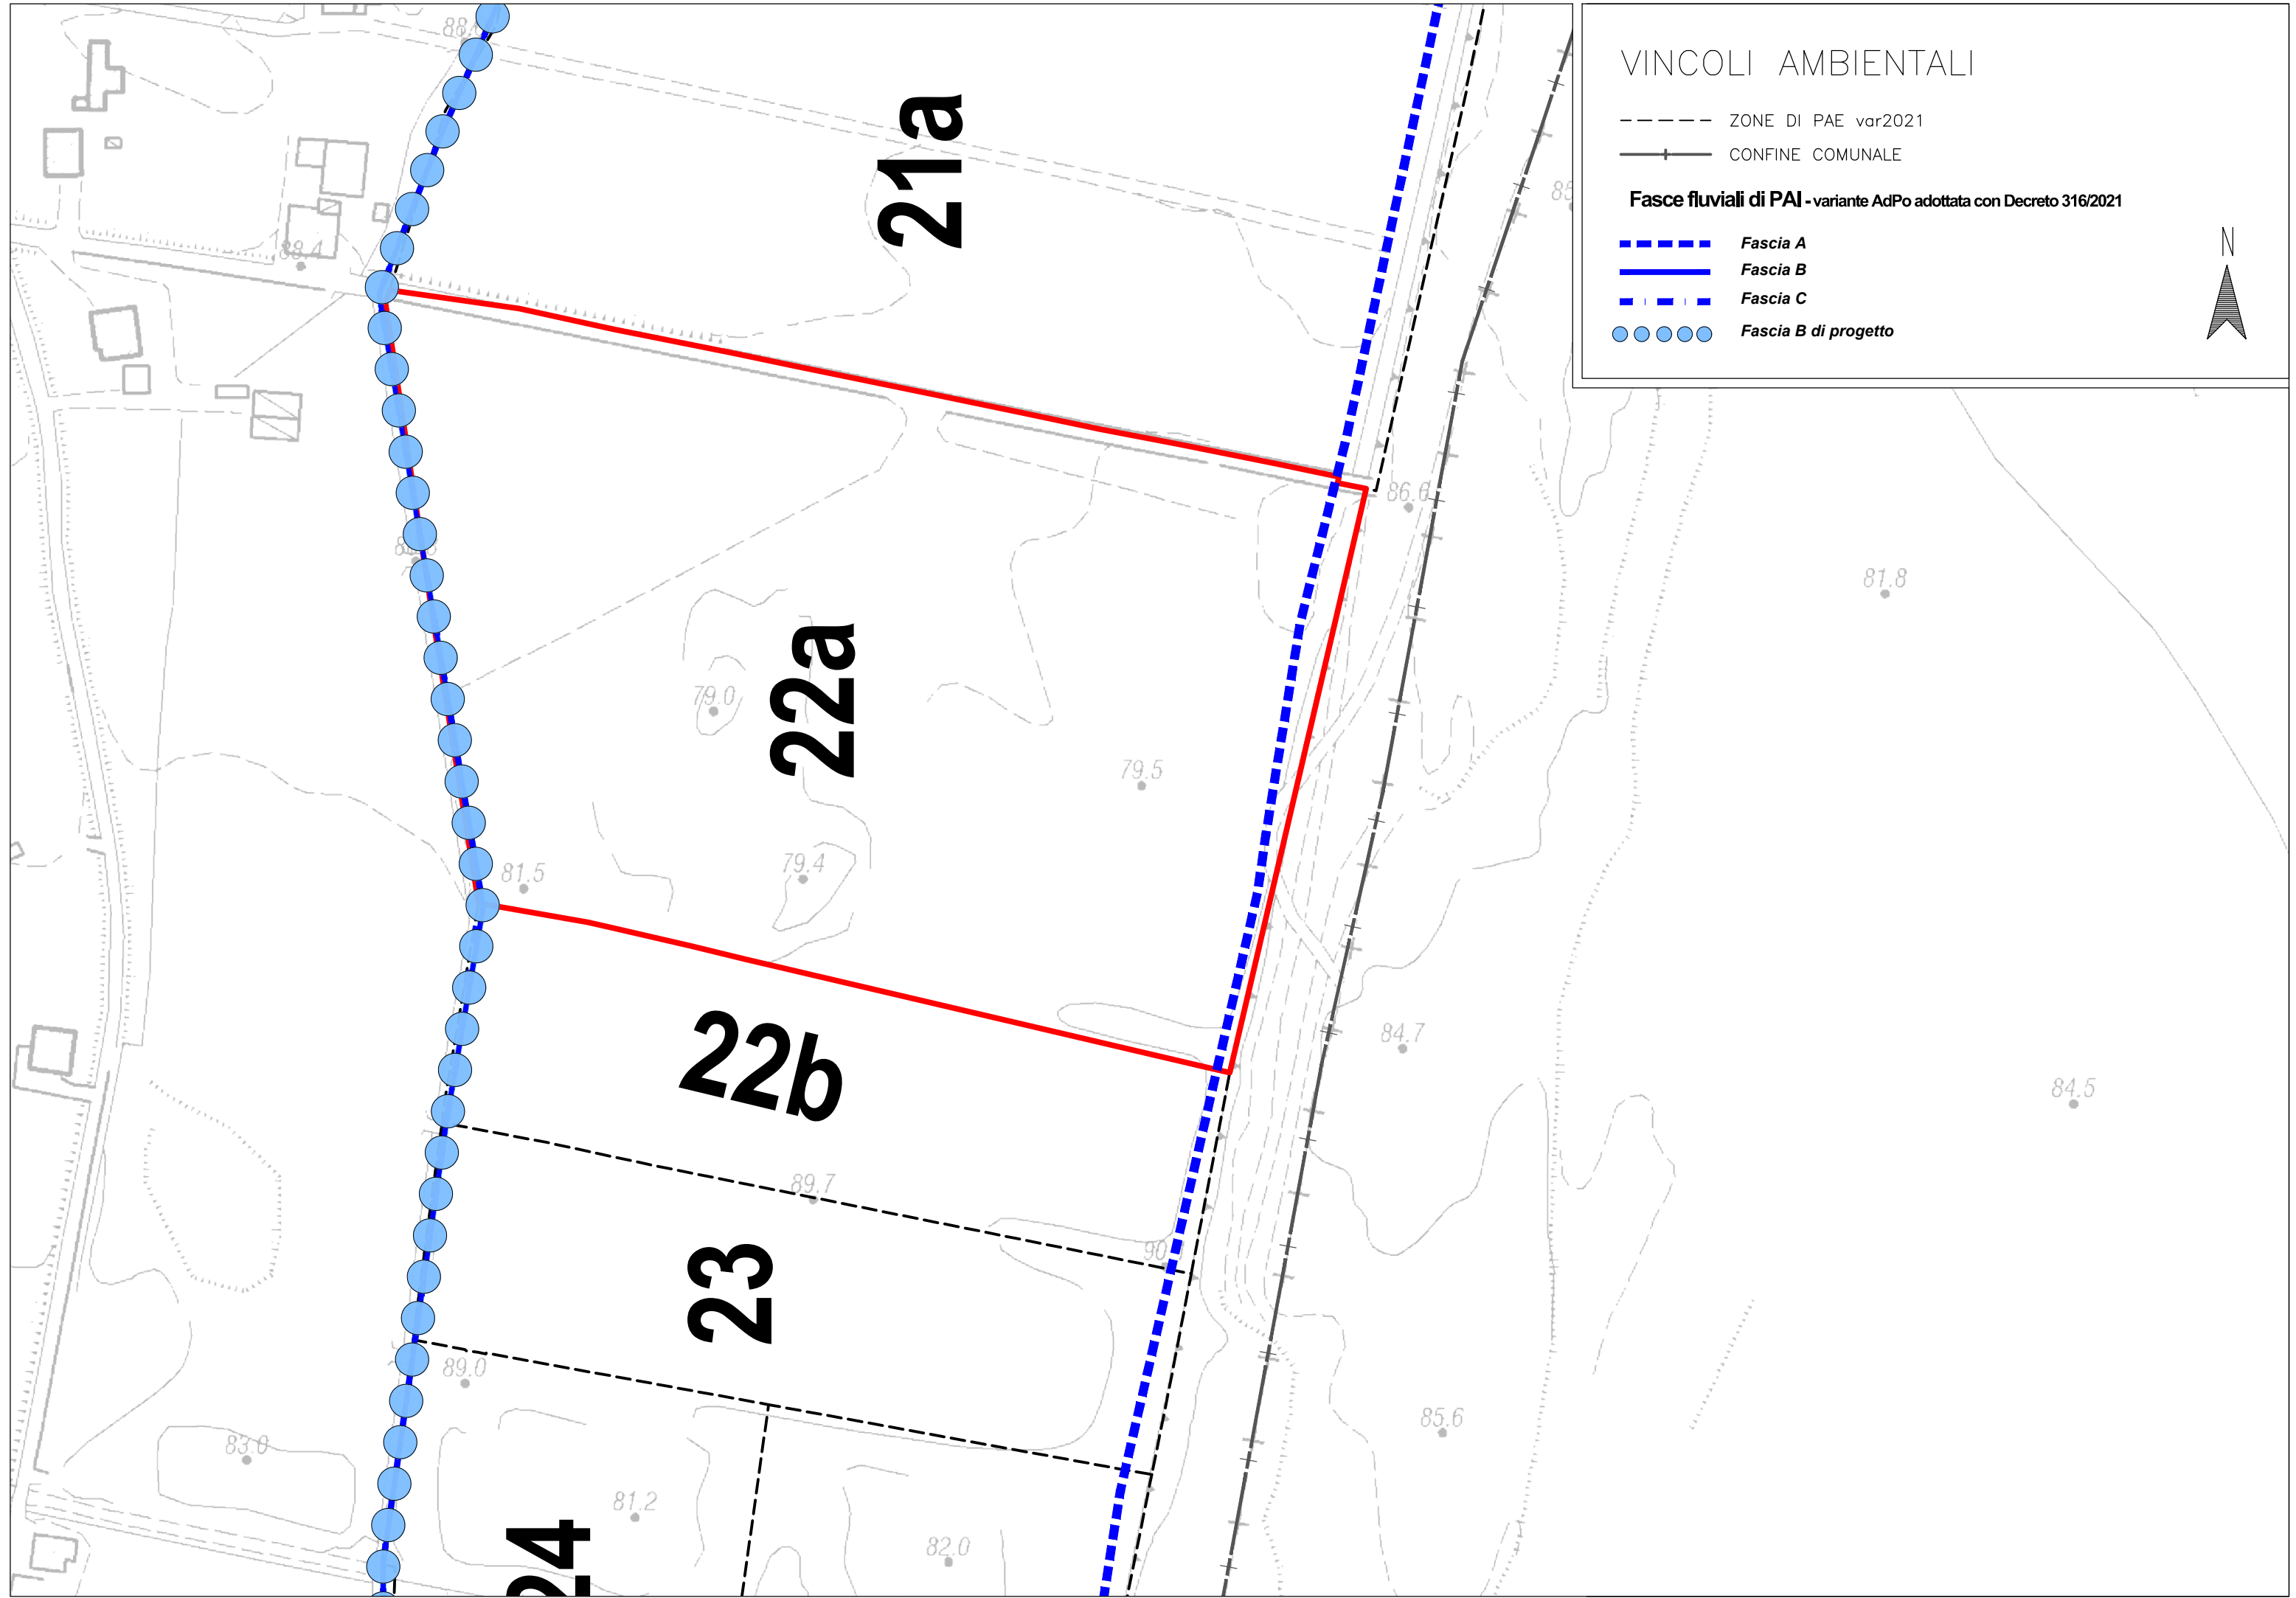 VINCOLI AMBIENTALI
ZONE DI PAE var2021
CONFINE COMUNALE
Fasce fluviali di PAI - variante AdPo adottata con Decreto 316/2021
Fascia A
Fascia B
Fascia C
Fascia B di progetto
N
21a
88.4
86.6
81.8
22a
79.0
79.5
79.4
81.5
22b
84.7
84.5
89.7
23
89.0
85.6
83.0
81.2
82.0
24